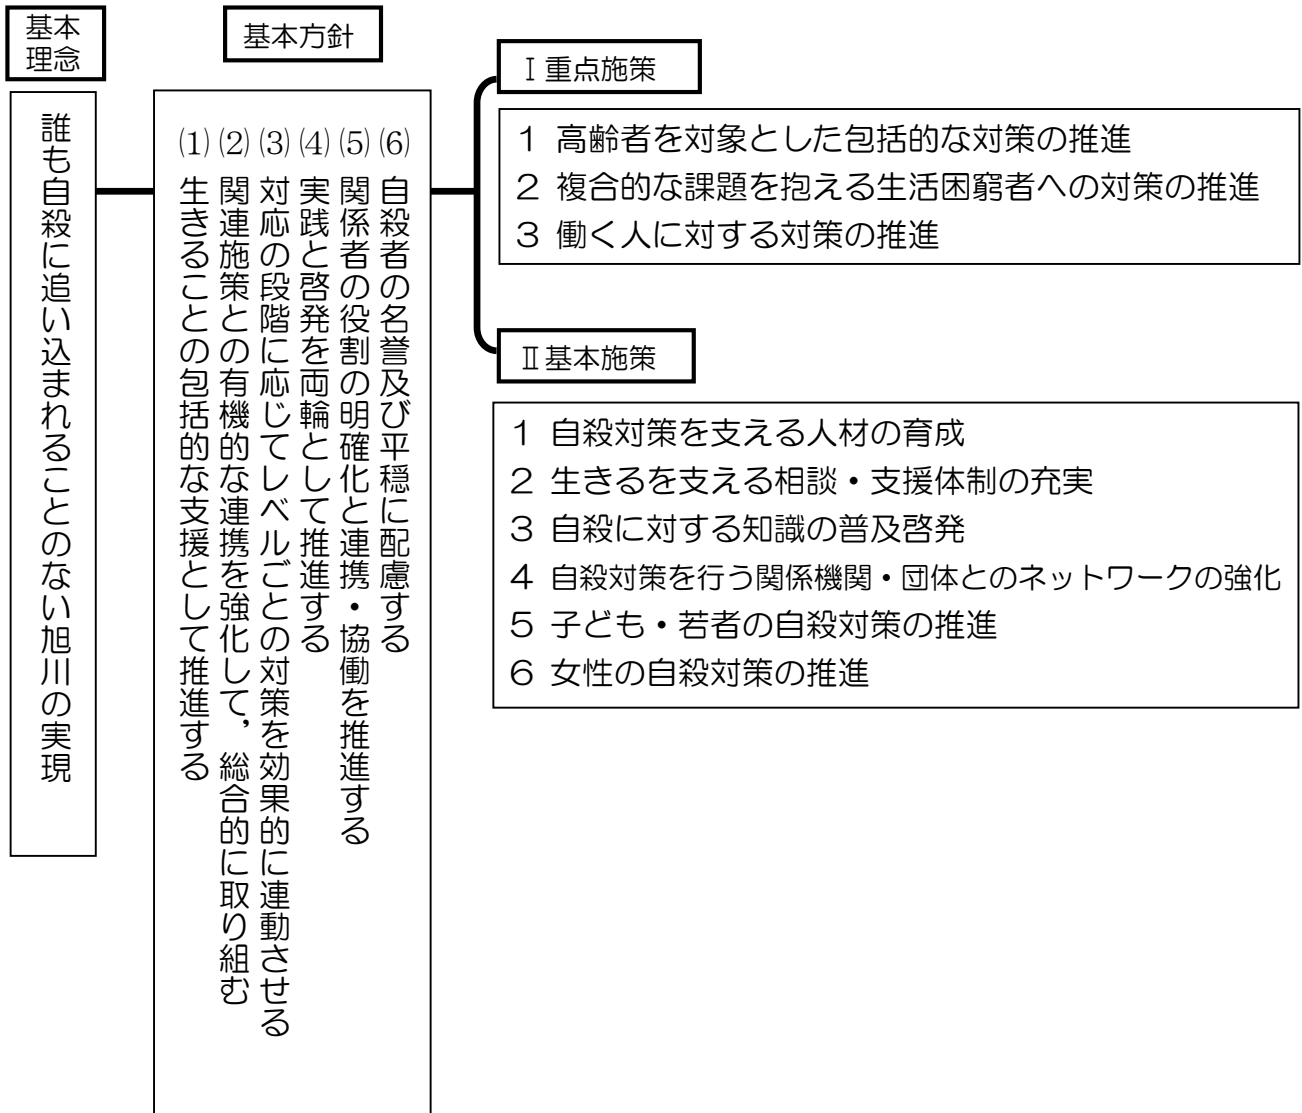 基本
理念
誰も自殺に追い込まれることのない旭川の実現
基本方針
(1) 生きることの包括的な支援として推進する
(2) 関連施策との有機的な連携を強化して，総合的に取り組む
(3) 対応の段階に応じてレベルごとの対策を効果的に連動させる
(4) 実践と啓発を両輪として推進する
(5) 関係者の役割の明確化と連携・協働を推進する
(6) 自殺者の名誉及び平穏に配慮する
Ⅰ重点施策
１ 高齢者を対象とした包括的な対策の推進
２ 複合的な課題を抱える生活困窮者への対策の推進
３ 働く人に対する対策の推進
Ⅱ基本施策
１ 自殺対策を支える人材の育成
２ 生きるを支える相談・支援体制の充実
３ 自殺に対する知識の普及啓発
４ 自殺対策を行う関係機関・団体とのネットワークの強化
５ 子ども・若者の自殺対策の推進
６ 女性の自殺対策の推進